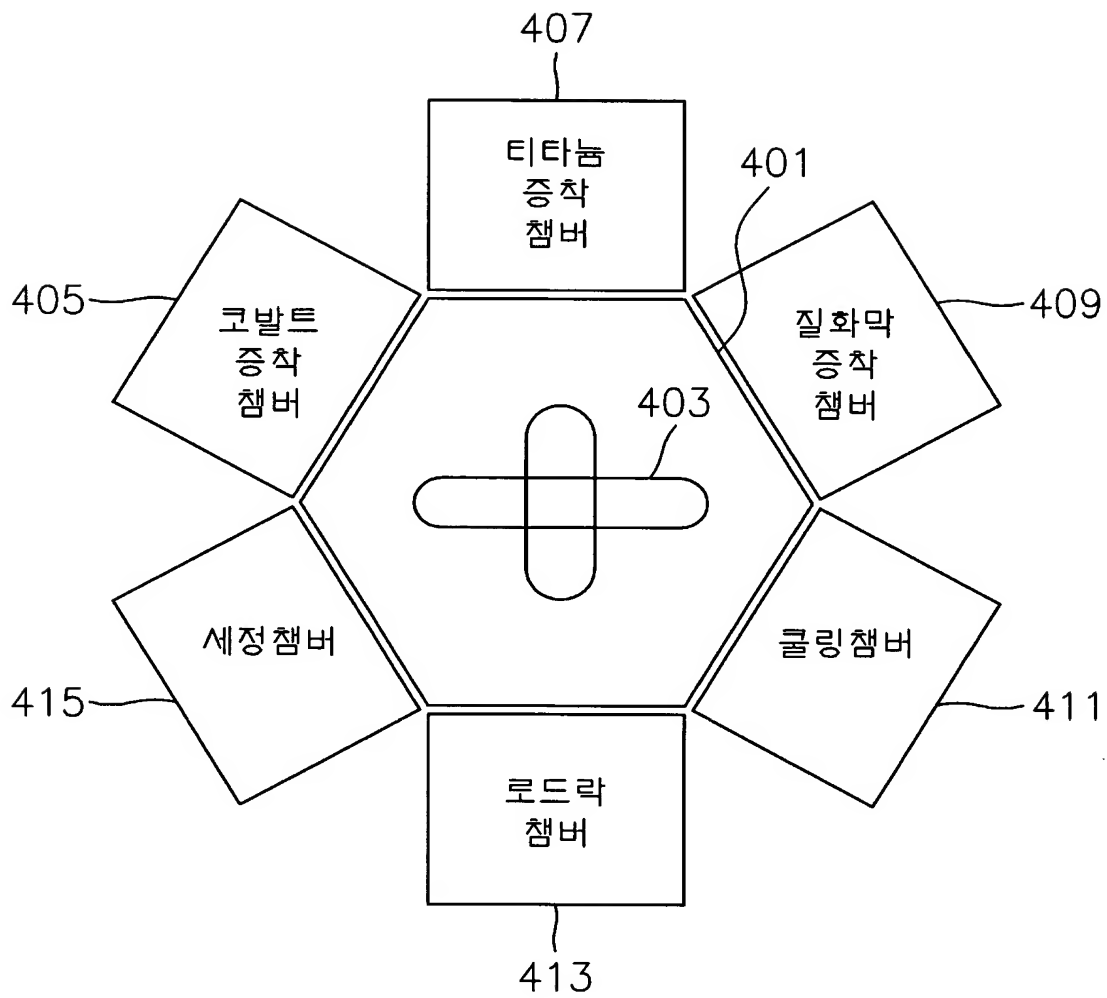 407
티타늄
증착
챔버
401
405
코발트
증착
챔버
질화막
증착
챔버
409
403
세정챔버
쿨링챔버
415
411
로드락
챔버
413